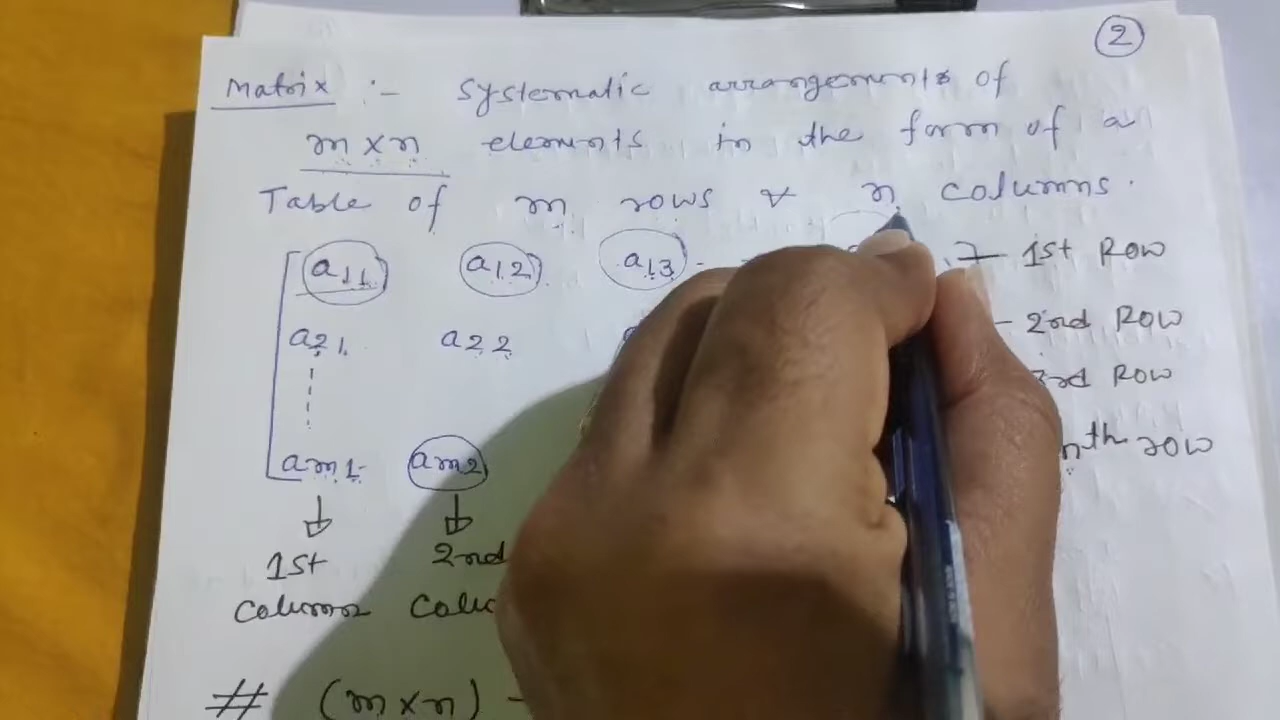 2
Matrix :- Systematic arrangements of
m x n elements in the form of a
Table of m rows & n columns.
a11 a12 a13 - 1st Row
a21 a22 - 2nd Row
3rd Row
am1 am2 mth row
1st 2nd
Column
# (m x n) -